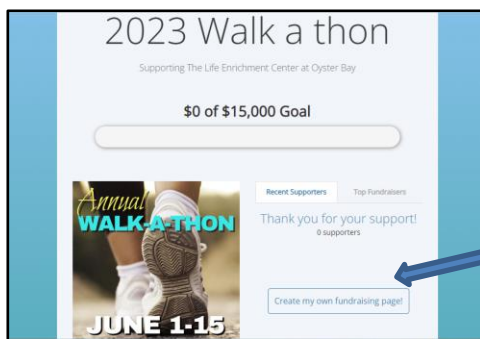 2023 Walk a thon
Supporting The Life Enrichment Center at Oyster Bay
$0 of $15,000 Goal
Annual
WALK-A-THON
JUNE 1-15
Recent Supporters Top Fundraisers
Thank you for your support!
0 supporters
Create my own fundraising page!